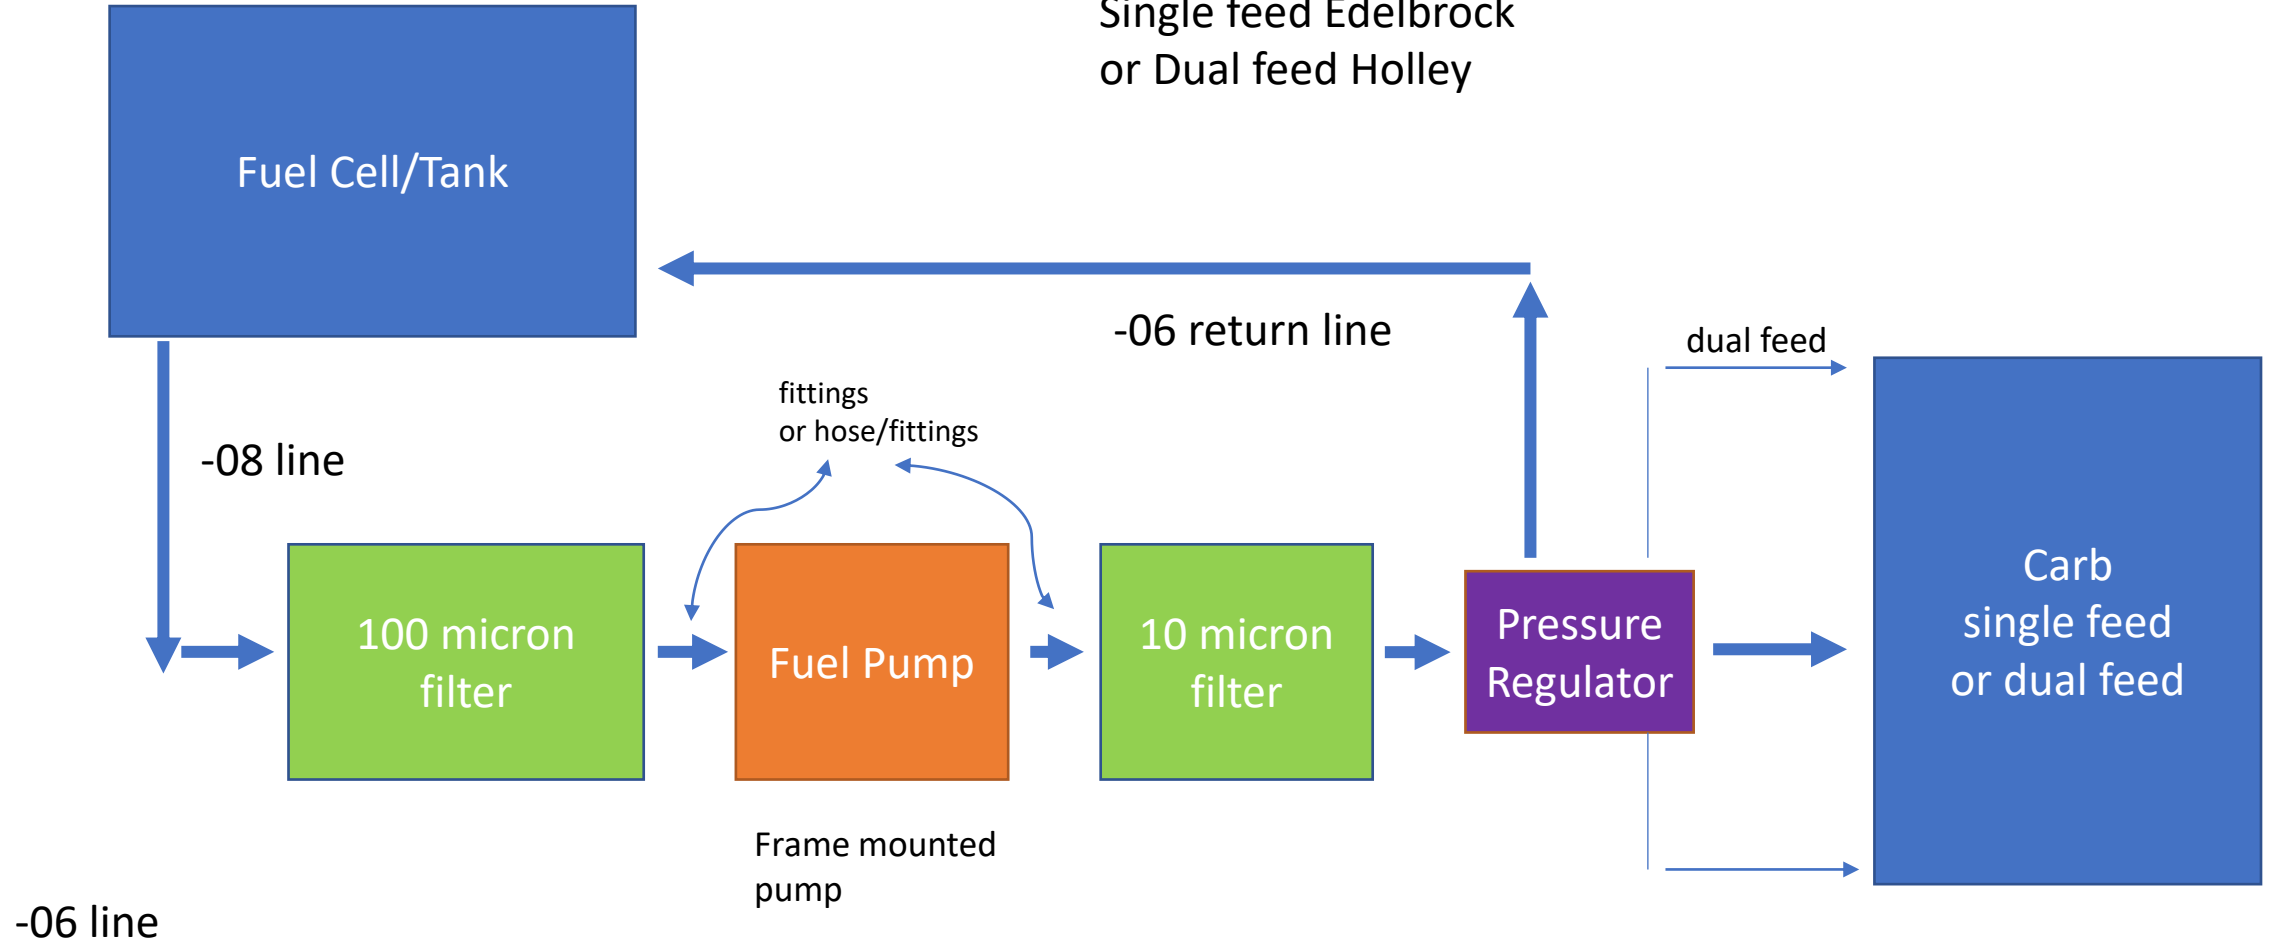 Single feed Edelbrock
or Dual feed Holley
Fuel Cell/Tank
-06 return line
dual feed
fittings
or hose/fittings
-08 line
100 micron
filter
Fuel Pump
10 micron
filter
Pressure
Regulator
Carb
single feed
or dual feed
Frame mounted
pump
-06 line